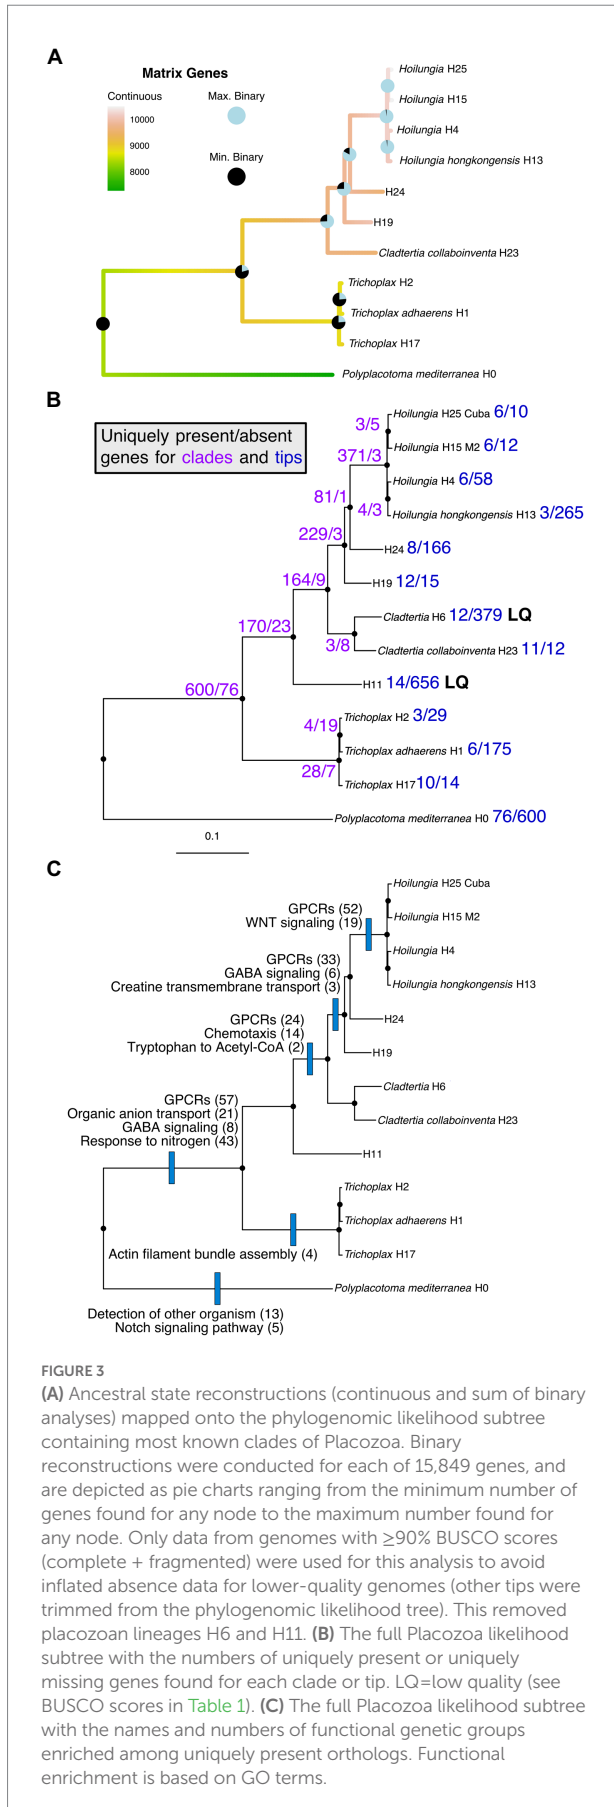 A
Matrix Genes
Continuous
Max. Binary
10000
9000
8000
Min. Binary
Hoilungia H25
Hoilungia H15
Hoilungia H4
Hoilungia hongkongensis H13
H24
H19
Cladtertia collaboinventa H23
Trichoplax H2
Trichoplax adhaerens H1
Trichoplax H17
Polyplacotoma mediterranea H0
B
Uniquely present/absent
genes for clades and tips
3/5
Hoilungia H25 Cuba 6/10
Hoilungia H15 M2 6/12
371/3
Hoilungia H4 6/58
81/1
4/3
Hoilungia hongkongensis H13 3/265
229/3
H24 8/166
164/9
H19 12/15
Cladtertia H6 12/379 LQ
170/23
3/8
Cladtertia collaboinventa H23 11/12
600/76
H11 14/656 LQ
4/19
Trichoplax H2 3/29
Trichoplax adhaerens H1 6/175
28/7
Trichoplax H17 10/14
Polyplacotoma mediterranea H0 76/600
0.1
C
Hoilungia H25 Cuba
GPCRs (52)
WNT signaling (19)
Hoilungia H15 M2
Hoilungia H4
GPCRs (33)
GABA signaling (6)
Creatine transmembrane transport (3)
Hoilungia hongkongensis H13
GPCRs (24)
Chemotaxis (14)
Tryptophan to Acetyl-CoA (2)
H24
H19
Cladtertia H6
GPCRs (57)
Organic anion transport (21)
GABA signaling (8)
Response to nitrogen (43)
Cladtertia collaboinventa H23
H11
Trichoplax H2
Trichoplax adhaerens H1
Actin filament bundle assembly (4)
Trichoplax H17
Polyplacotoma mediterranea H0
Detection of other organism (13)
Notch signaling pathway (5)
FIGURE 3
(A) Ancestral state reconstructions (continuous and sum of binary
analyses) mapped onto the phylogenomic likelihood subtree
containing most known clades of Placozoa. Binary
reconstructions were conducted for each of 15,849 genes, and
are depicted as pie charts ranging from the minimum number of
genes found for any node to the maximum number found for
any node. Only data from genomes with ≥90% BUSCO scores
(complete + fragmented) were used for this analysis to avoid
inflated absence data for lower-quality genomes (other tips were
trimmed from the phylogenomic likelihood tree). This removed
placozoan lineages H6 and H11. (B) The full Placozoa likelihood
subtree with the numbers of uniquely present or uniquely
missing genes found for each clade or tip. LQ=low quality (see
BUSCO scores in Table 1). (C) The full Placozoa likelihood subtree
with the names and numbers of functional genetic groups
enriched among uniquely present orthologs. Functional
enrichment is based on GO terms.